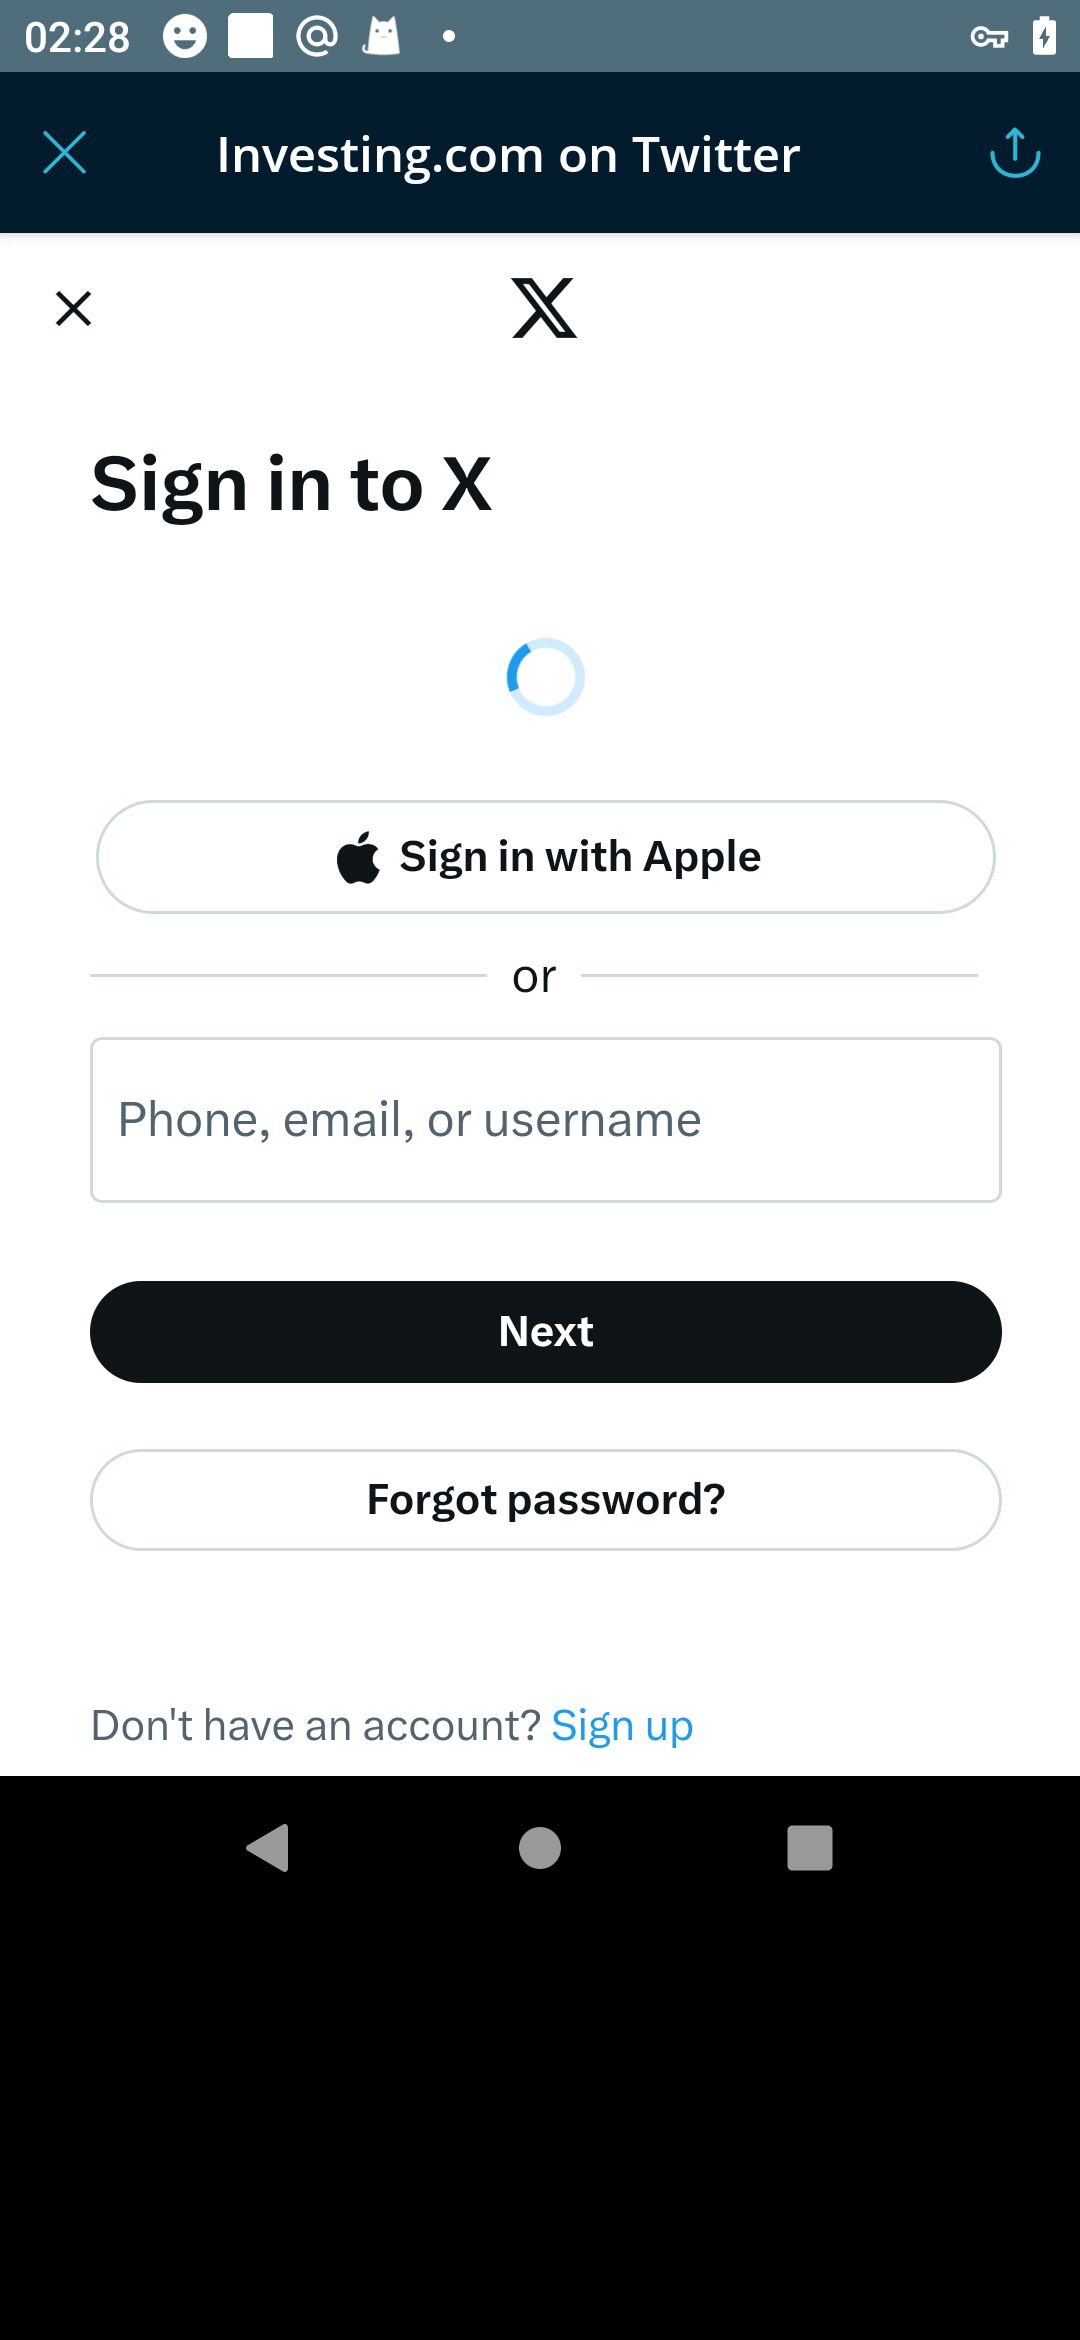 02:28
Investing.com on Twitter
Sign in to X
Sign in with Apple
or
Phone, email, or username
Next
Forgot password?
Don't have an account? Sign up